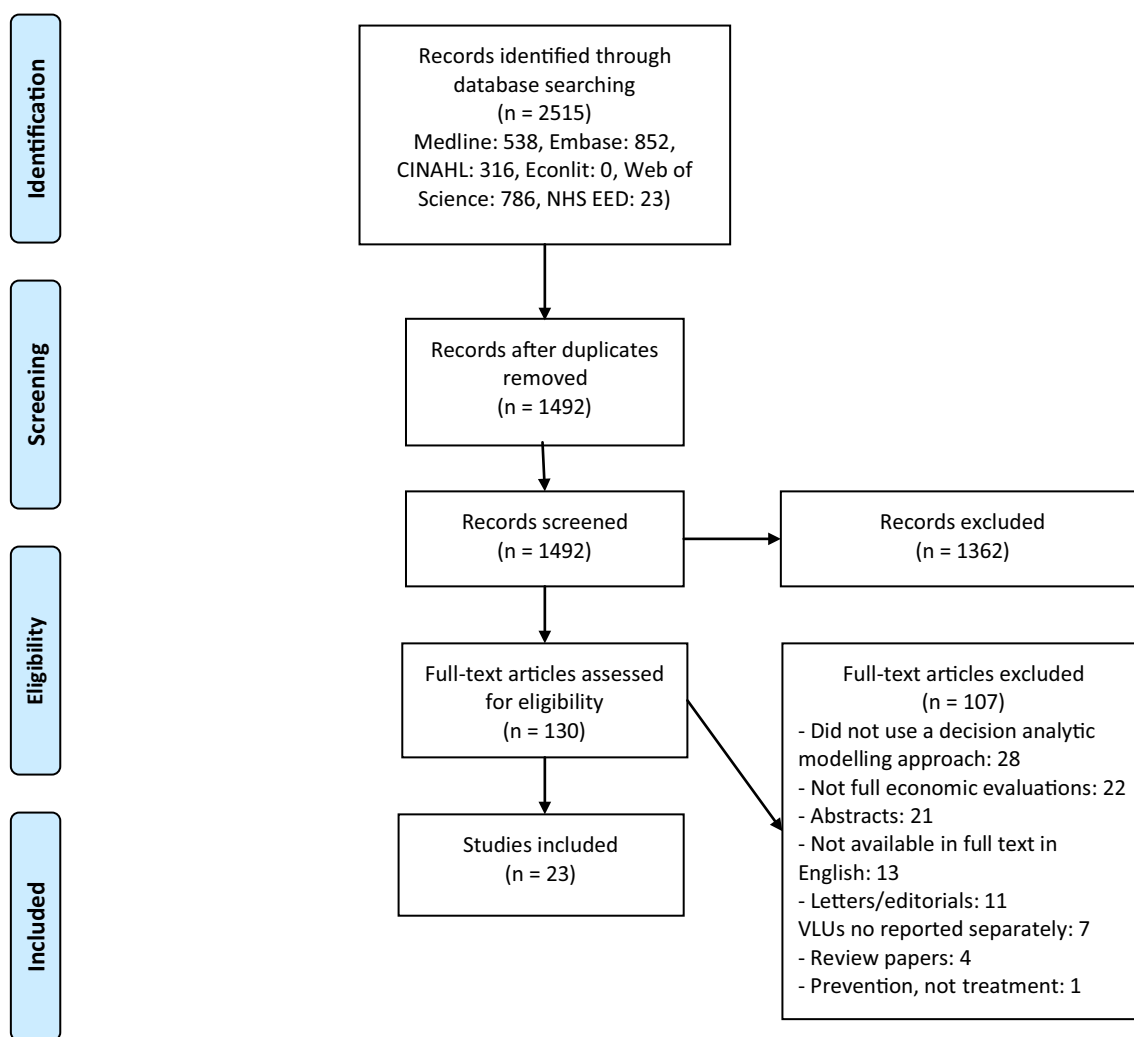 Identification
Records identified through
database searching
(n = 2515)
Medline: 538, Embase: 852,
CINAHL: 316, Econlit: 0, Web of
Science: 786, NHS EED: 23)
Screening
Records after duplicates
removed
(n = 1492)
Records screened
(n = 1492)
Records excluded
(n = 1362)
Eligibility
Full-text articles assessed
for eligibility
(n = 130)
Full-text articles excluded
(n = 107)
- Did not use a decision analytic
modelling approach: 28
- Not full economic evaluations: 22
- Abstracts: 21
- Not available in full text in
English: 13
- Letters/editorials: 11
VLUs no reported separately: 7
- Review papers: 4
- Prevention, not treatment: 1
Included
Studies included
(n = 23)